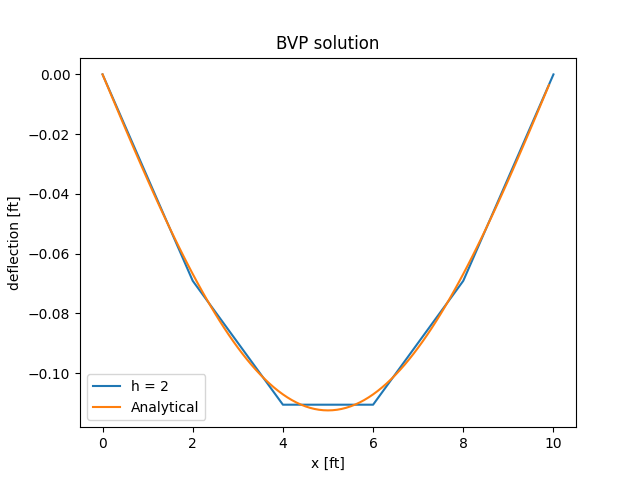 BVP solution
deflection [ft]
0.00
−0.02
−0.04
−0.06
−0.08
−0.10
h = 2
Analytical
0 2 4 6 8 10
x [ft]